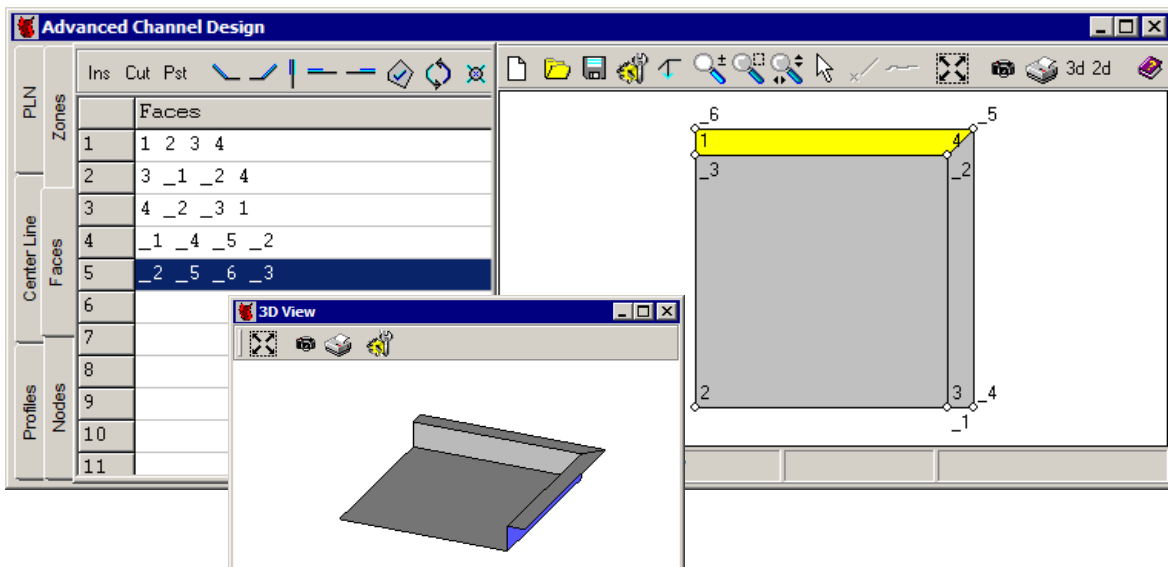 Advanced Channel Design
Ins Cut Pst
3d 2d
PLN
Zones
Center Line
Faces
Profiles
Nodes
Faces
1 1 2 3 4
2 3 _1 _2 4
3 4 _2 _3 1
4 _1 _4 _5 _2
5 _2 _5 _6 _3
6
7
8
9
10
11
_6 _5
1 4
_3 _2
2 3 _4
_1
3D View